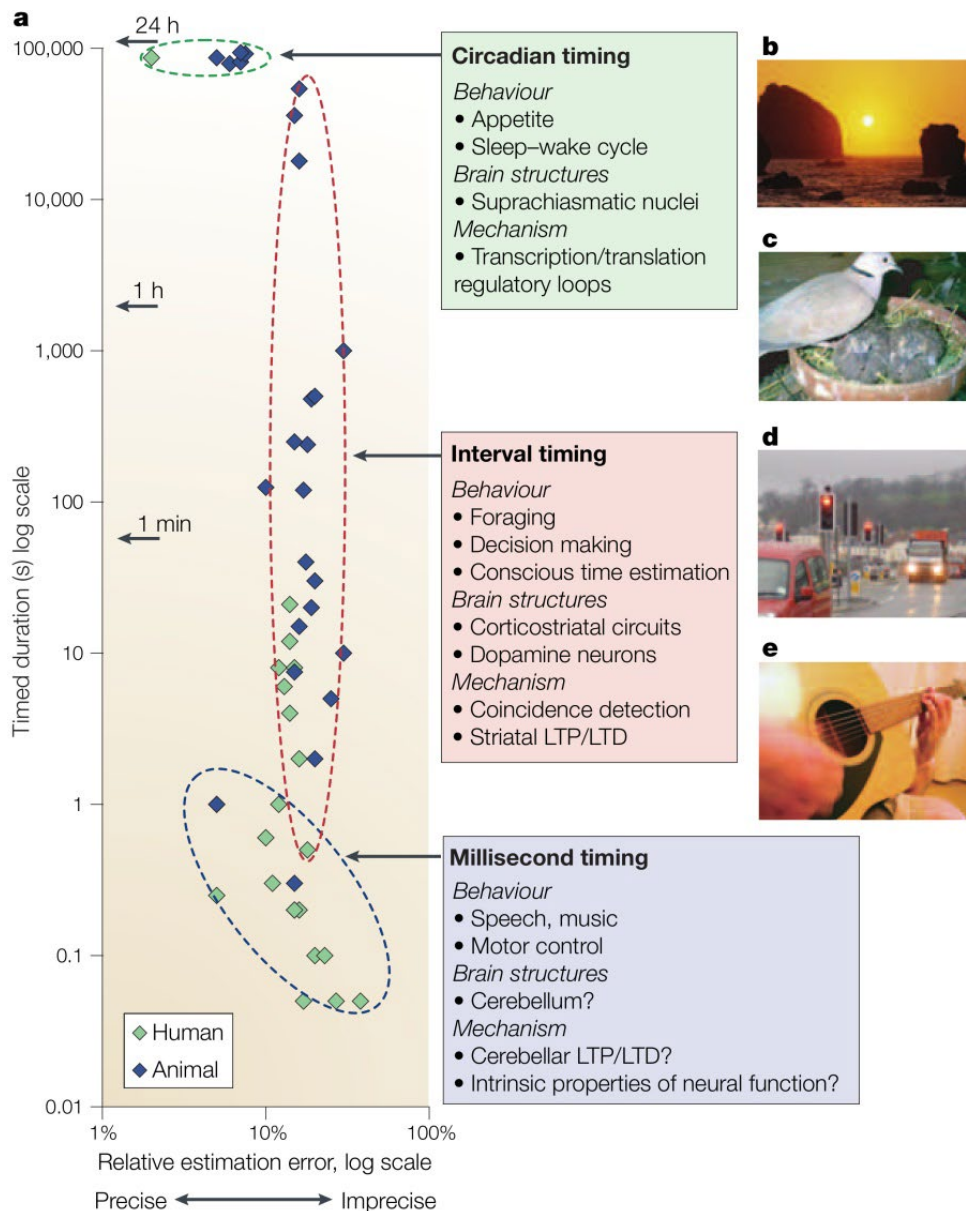 a
24 h
100,000
10,000
1 h
1,000
100
1 min
10
1
0.1
0.01
Timed duration (s) log scale
1%
10%
100%
Relative estimation error, log scale
Precise
Imprecise
Human
Animal
Circadian timing
Behaviour
• Appetite
• Sleep–wake cycle
Brain structures
• Suprachiasmatic nuclei
Mechanism
• Transcription/translation
regulatory loops
Interval timing
Behaviour
• Foraging
• Decision making
• Conscious time estimation
Brain structures
• Corticostriatal circuits
• Dopamine neurons
Mechanism
• Coincidence detection
• Striatal LTP/LTD
Millisecond timing
Behaviour
• Speech, music
• Motor control
Brain structures
• Cerebellum?
Mechanism
• Cerebellar LTP/LTD?
• Intrinsic properties of neural function?
b
c
d
e